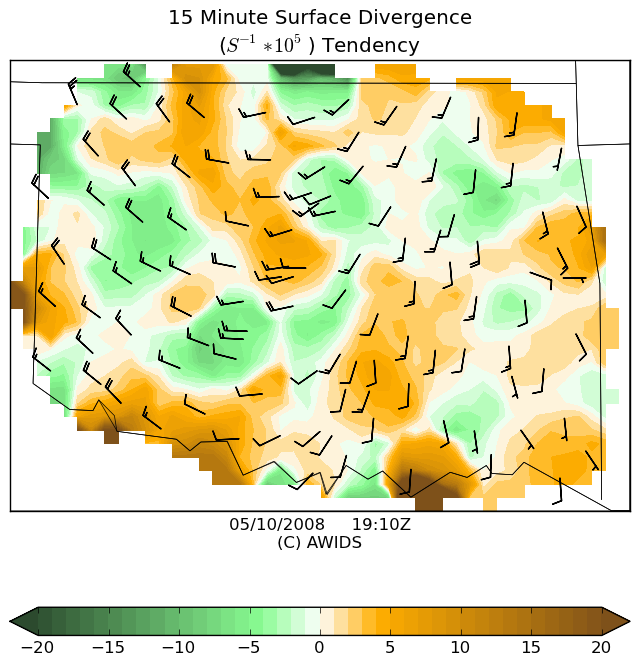 15 Minute Surface Divergence
(S⁻¹ * 10⁵ ) Tendency
05/10/2008 19:10Z
(C) AWIDS
−20 −15 −10 −5 0 5 10 15 20